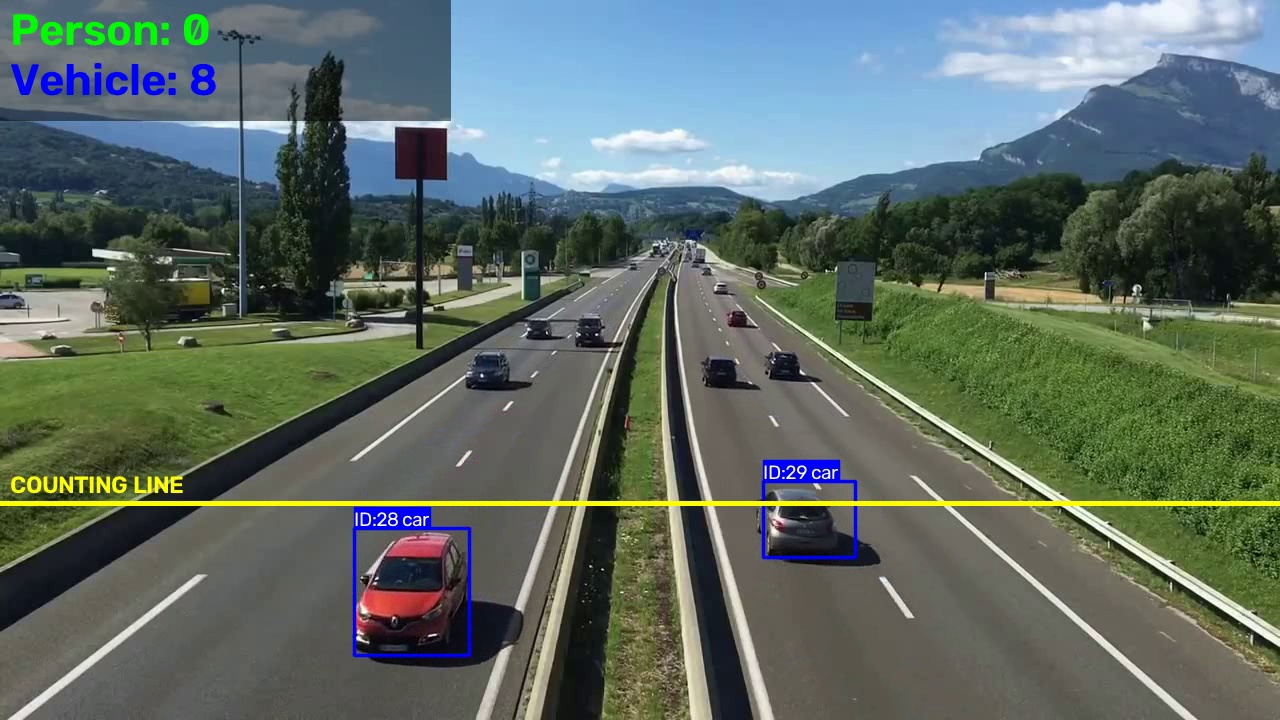 Person: 0
Vehicle: 8
COUNTING LINE
ID:29 car
ID:28 car